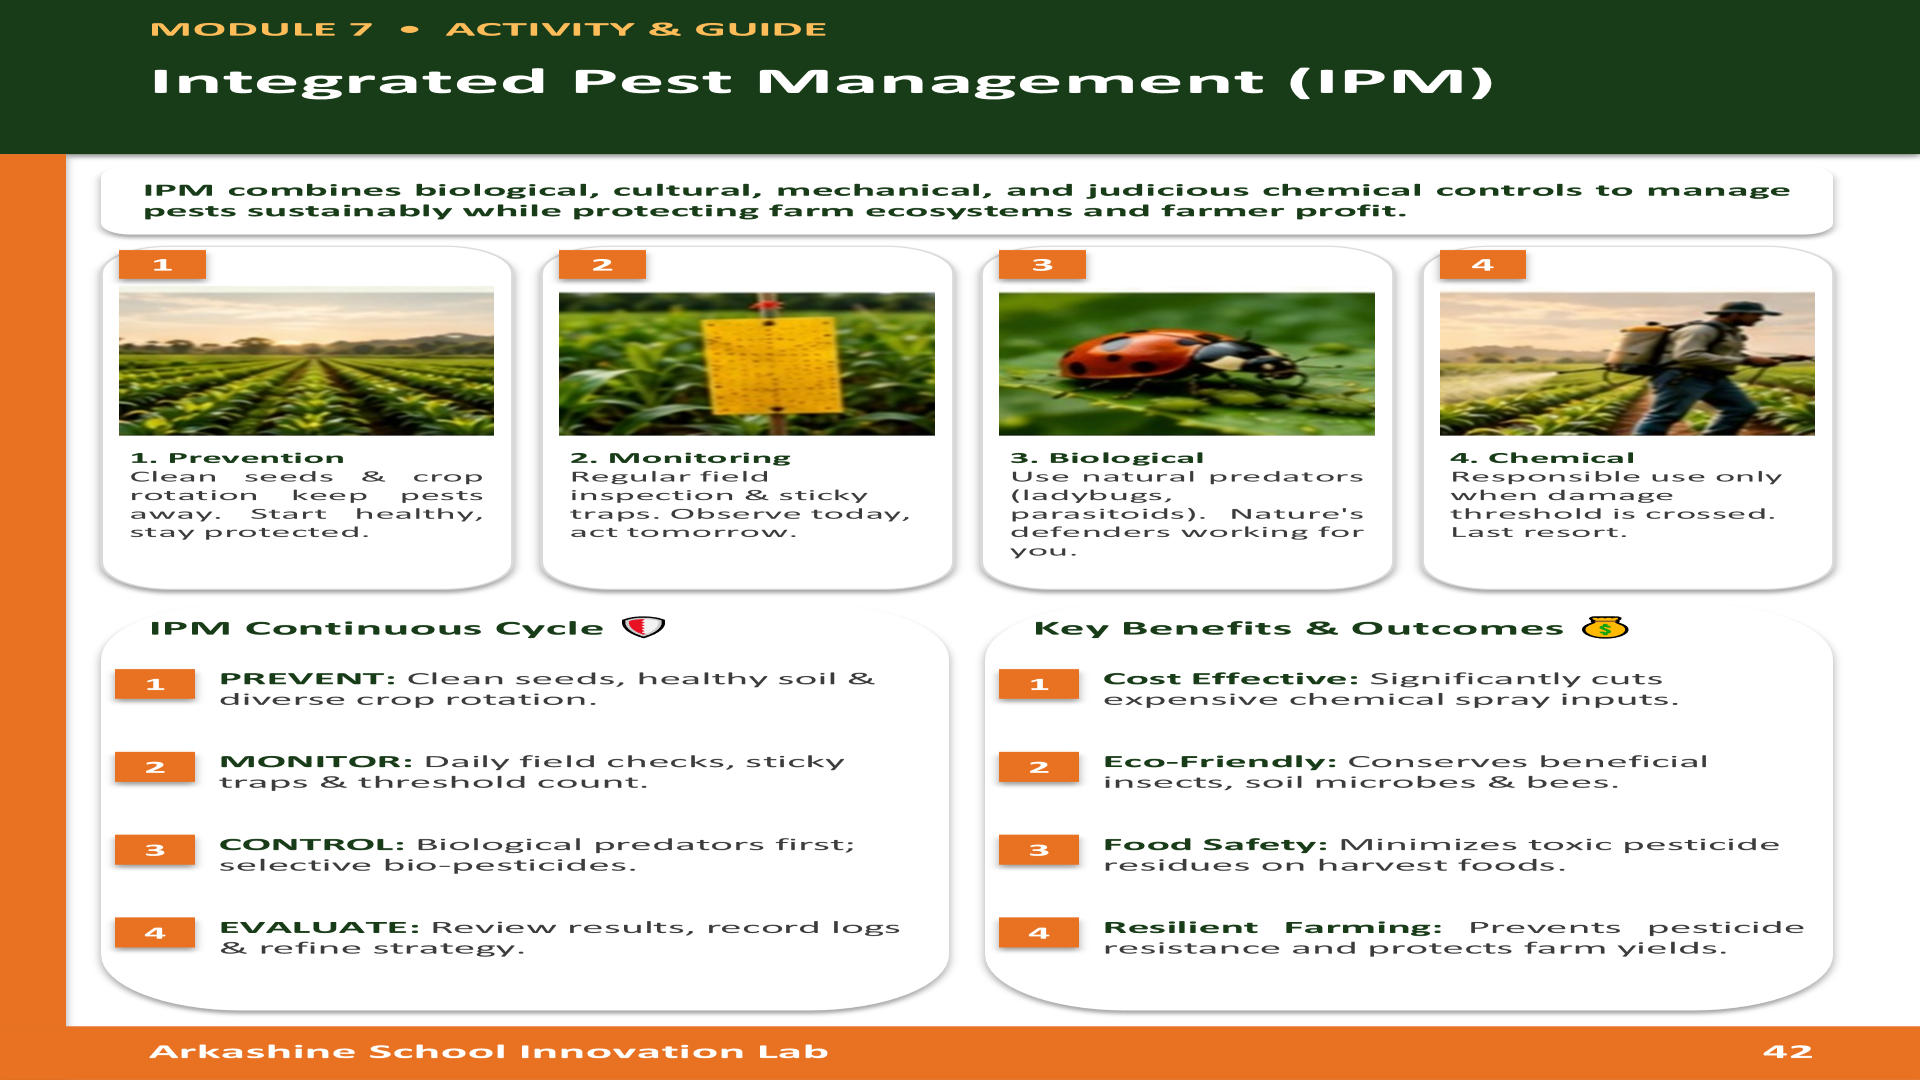 MODULE 7 • ACTIVITY & GUIDE
Integrated Pest Management (IPM)
IPM combines biological, cultural, mechanical, and judicious chemical controls to manage
pests sustainably while protecting farm ecosystems and farmer profit.
1
1. Prevention
Clean seeds & crop
rotation keep pests
away. Start healthy,
stay protected.
2
2. Monitoring
Regular field
inspection & sticky
traps. Observe today,
act tomorrow.
3
3. Biological
Use natural predators
(ladybugs,
parasitoids). Nature's
defenders working for
you.
4
4. Chemical
Responsible use only
when damage
threshold is crossed.
Last resort.
IPM Continuous Cycle
1
PREVENT: Clean seeds, healthy soil &
diverse crop rotation.
2
MONITOR: Daily field checks, sticky
traps & threshold count.
3
CONTROL: Biological predators first;
selective bio-pesticides.
4
EVALUATE: Review results, record logs
& refine strategy.
Key Benefits & Outcomes
1
Cost Effective: Significantly cuts
expensive chemical spray inputs.
2
Eco-Friendly: Conserves beneficial
insects, soil microbes & bees.
3
Food Safety: Minimizes toxic pesticide
residues on harvest foods.
4
Resilient Farming: Prevents pesticide
resistance and protects farm yields.
Arkashine School Innovation Lab
42